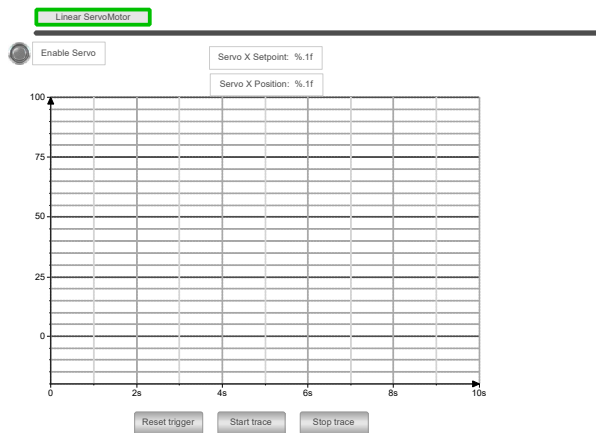 Linear ServoMotor
Enable Servo
Servo X Setpoint: %.1f
Servo X Position: %.1f
100
75
50
25
0
0 2s 4s 6s 8s 10s
Reset trigger Start trace Stop trace